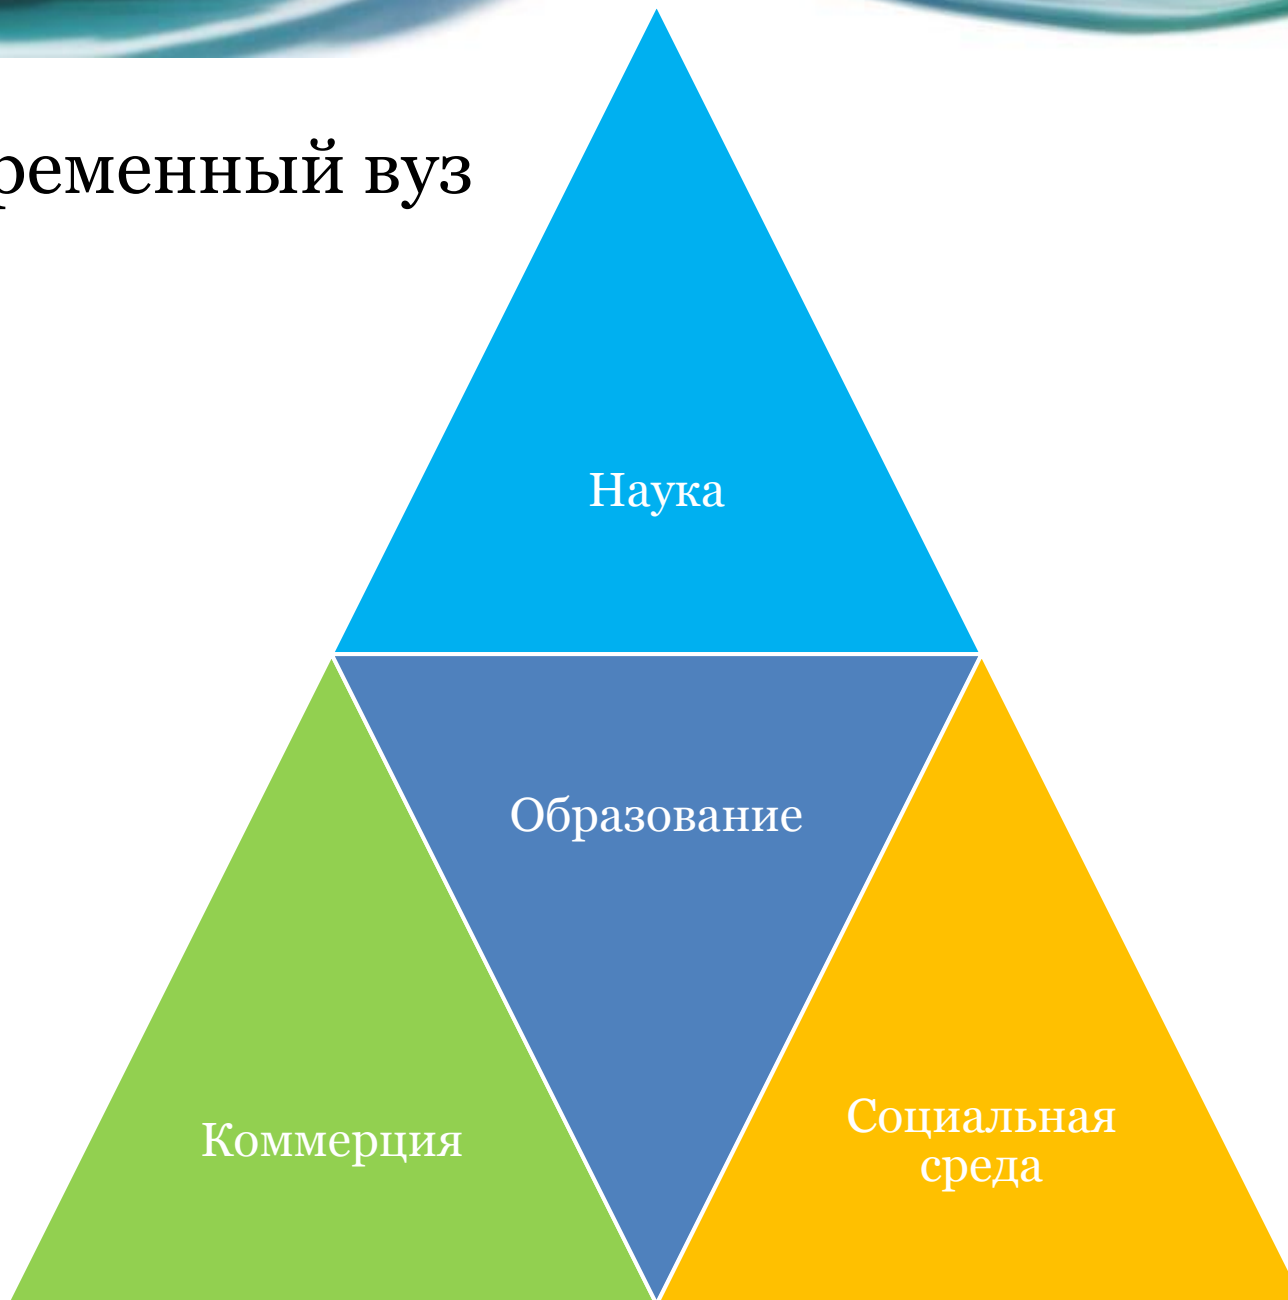 ременный вуз
Наука
Образование
Коммерция
Социальная
среда